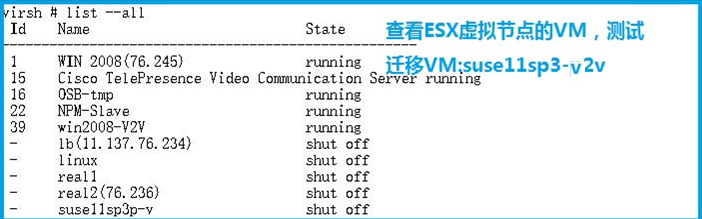 virsh # list --all
Id Name State
1 WIN 2008(76.245) running
15 Cisco TelePresence Video Communication Server running
16 OSB-tmp running
22 NPM-Slave running
39 win2008-V2V running
- lb(11.137.76.234) shut off
- linux shut off
- real1 shut off
- real2(76.236) shut off
- suse11sp3p-v shut off
查看ESX虚拟节点的VM，测试
迁移VM:suse11sp3-v2v